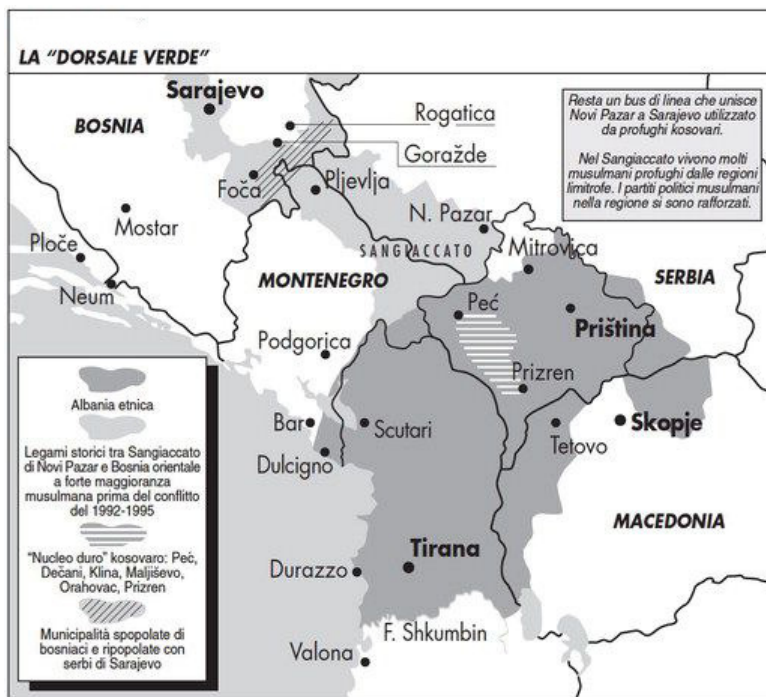 LA "DORSALE VERDE"
Sarajevo
BOSNIA
Rogatica
Goražde
Foča
Pljevlja
Mostar
N. Pazar
Ploče
SANGIACCATO
Mitrovica
Neum
MONTENEGRO
SERBIA
Peć
Priština
Podgorica
Prizren
Bar
Scutari
Tetovo
Skopje
Dulcigno
MACEDONIA
Tirana
Durazzo
F. Shkumbin
Valona
Resta un bus di linea che unisce
Novi Pazar a Sarajevo utilizzato
da profughi kosovari.
Nel Sangiaccato vivono molti
musulmani profughi dalle regioni
limitrofe. I partiti politici musulmani
nella regione si sono rafforzati.
Albania etnica
Legami storici tra Sangiaccato
di Novi Pazar e Bosnia orientale
a forte maggioranza
musulmana prima del conflitto
del 1992-1995
"Nucleo duro" kosovaro: Peć,
Dečani, Klina, Maljiševo,
Orahovac, Prizren
Municipalità spopolate di
bosniaci e ripopolate con
serbi di Sarajevo